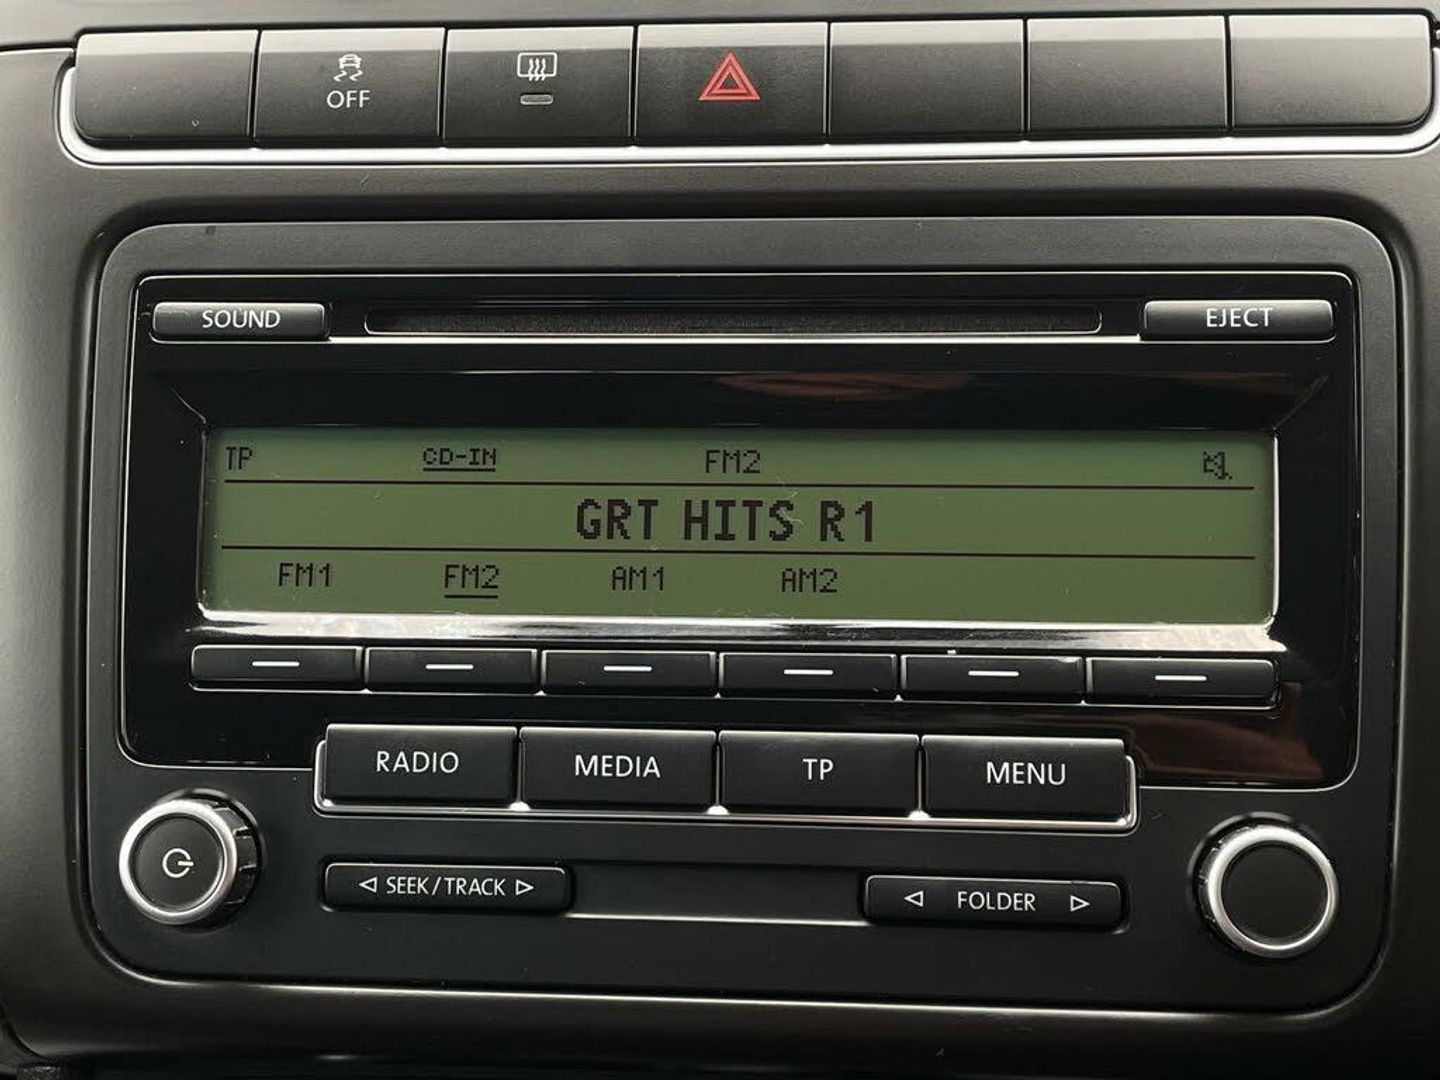 OFF
SOUND EJECT
TP CD-IN FM2
GRT HITS R1
FM1 FM2 AM1 AM2
RADIO MEDIA TP MENU
SEEK/TRACK FOLDER